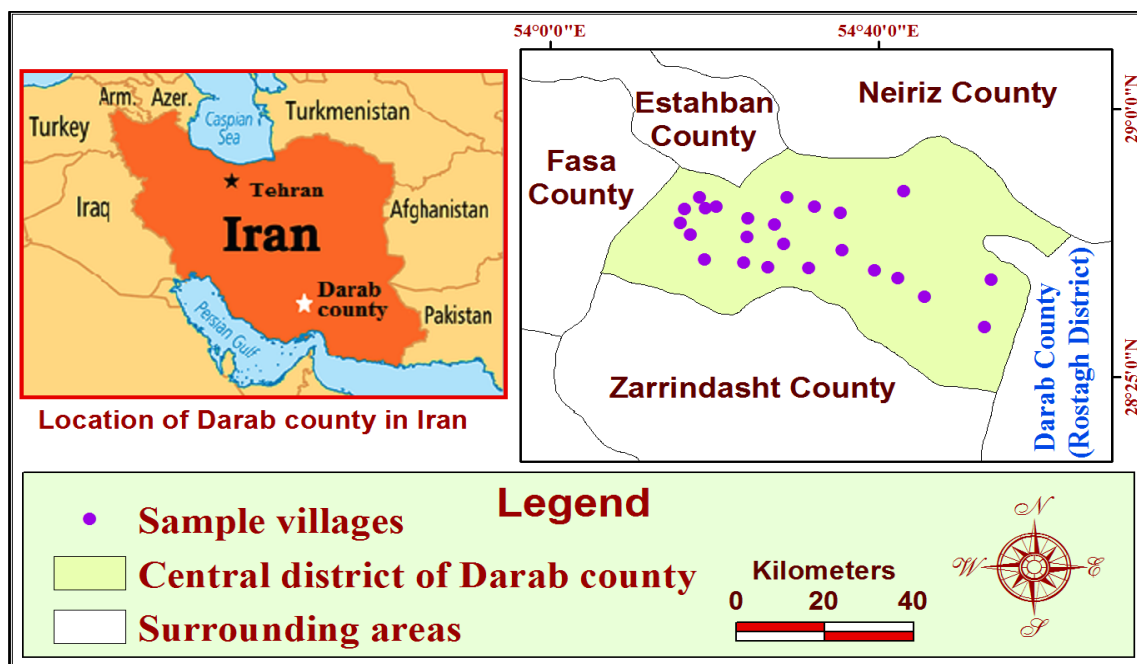 54°0'0"E
54°40'0"E
Arm.
Azer.
Turkey
Caspian
Sea
Turkmenistan
Tehran
Iraq
Iran
Afghanistan
Darab
county
Pakistan
Persian Gulf
Location of Darab county in Iran
Estahban
County
Neiriz County
Fasa
County
Zarrindasht County
Darab County
(Rostagh District)
29°0'0"N
28°25'0"N
Legend
Sample villages
Central district of Darab county
Surrounding areas
Kilometers
0 20 40
N
W
E
S